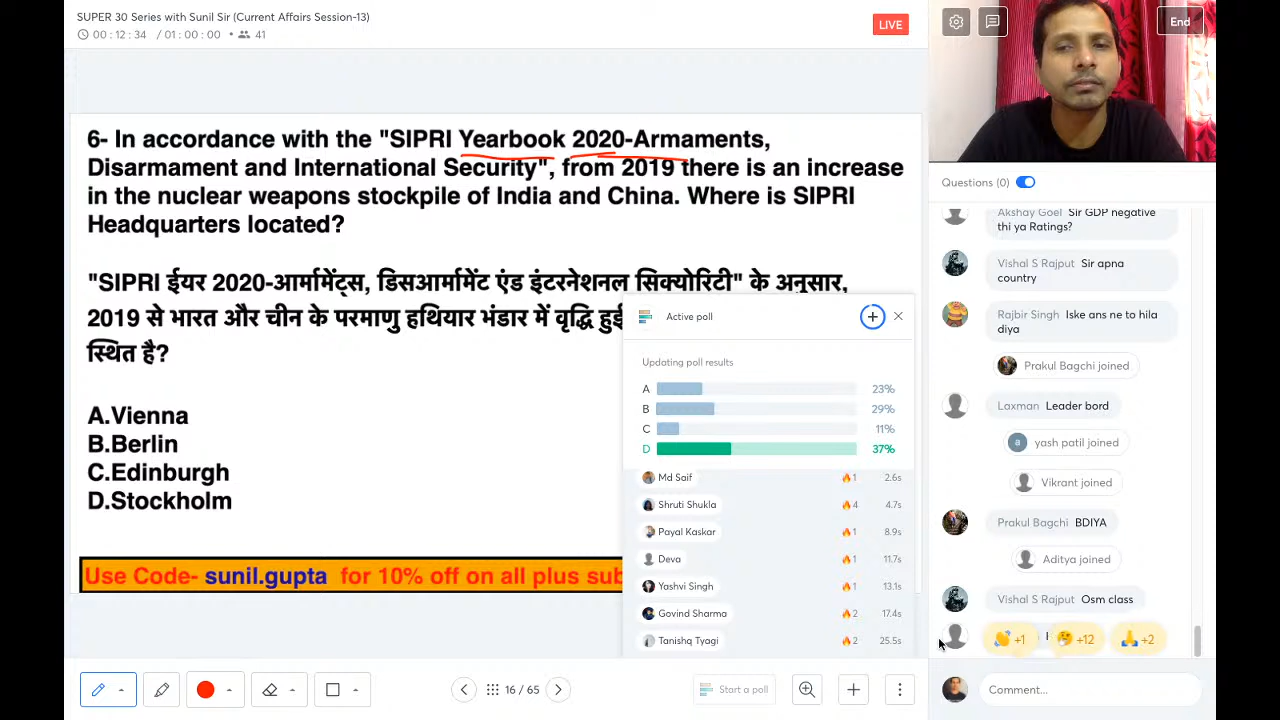 SUPER 30 Series with Sunil Sir (Current Affairs Session-13)
00 : 12 : 34 / 01 : 00 : 00 • 41
LIVE
End
6- In accordance with the "SIPRI Yearbook 2020-Armaments,
Disarmament and International Security", from 2019 there is an increase
in the nuclear weapons stockpile of India and China. Where is SIPRI
Headquarters located?
"SIPRI ईयर 2020-आर्मामेंट्स, डिसआर्मामेंट एंड इंटरनेशनल सिक्योरिटी" के अनुसार,
2019 से भारत और चीन के परमाणु हथियार भंडार में वृद्धि हुई
स्थित है?
A.Vienna
B.Berlin
C.Edinburgh
D.Stockholm
Use Code- sunil.gupta for 10% off on all plus sub
Active poll
Updating poll results
A 23%
B 29%
C 11%
D 37%
Md Saif 1 2.6s
Shruti Shukla 4 4.7s
Payal Kaskar 1 8.9s
Deva 1 11.7s
Yashvi Singh 1 13.1s
Govind Sharma 2 17.4s
Tanishq Tyagi 2 25.5s
16 / 65
Start a poll
Questions (0)
Akshay Goel Sir GDP negative
thi ya Ratings?
Vishal S Rajput Sir apna
country
Rajbir Singh Iske ans ne to hila
diya
Prakul Bagchi joined
Laxman Leader bord
a yash patil joined
Vikrant joined
Prakul Bagchi BDIYA
Aditya joined
Vishal S Rajput Osm class
+1 +12 +2
Comment...